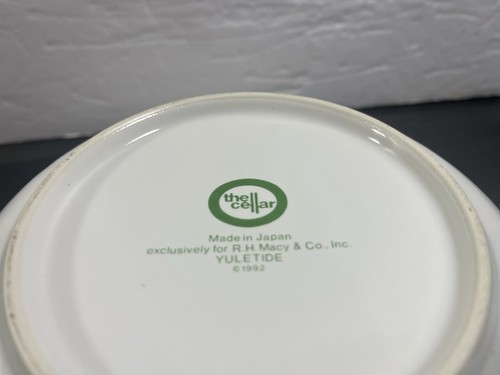 the
cellar
Made in Japan
exclusively for R.H. Macy & Co., Inc.
YULETIDE
©1992